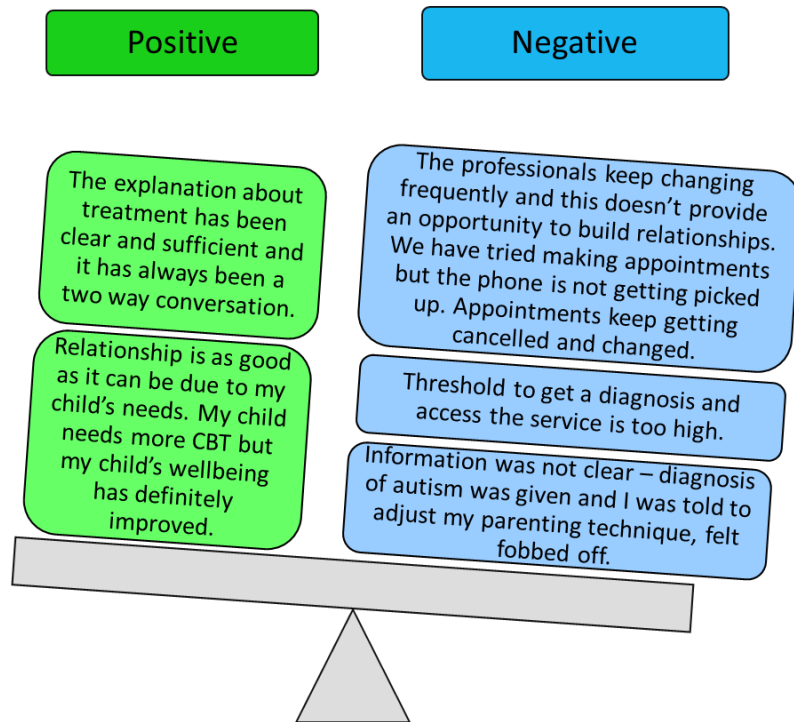 Positive
Negative
The explanation about
treatment has been
clear and sufficient and
it has always been a
two way conversation.
Relationship is as good
as it can be due to my
child’s needs. My child
needs more CBT but
my child’s wellbeing
has definitely
improved.
The professionals keep changing
frequently and this doesn’t provide
an opportunity to build relationships.
We have tried making appointments
but the phone is not getting picked
up. Appointments keep getting
cancelled and changed.
Threshold to get a diagnosis and
access the service is too high.
Information was not clear – diagnosis
of autism was given and I was told to
adjust my parenting technique, felt
fobbed off.